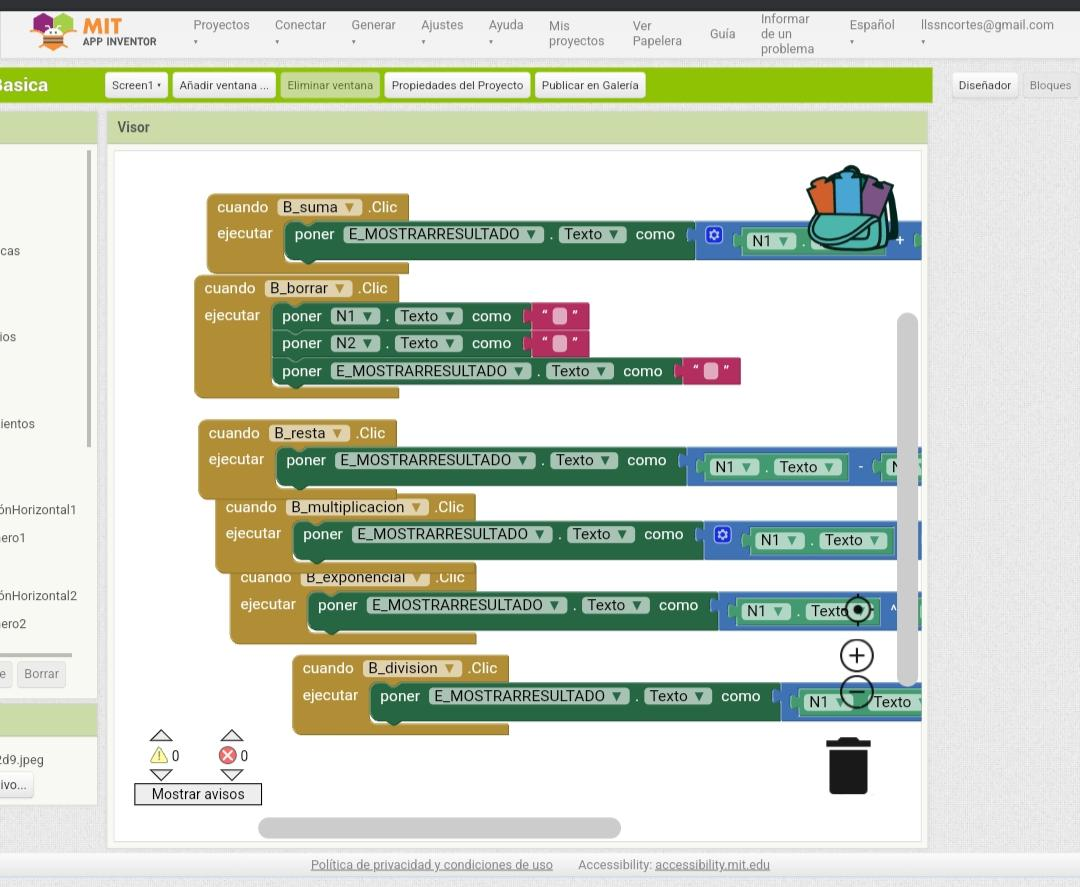 MIT
APP INVENTOR
Proyectos
Conectar
Generar
Ajustes
Ayuda
Mis proyectos
Ver Papelera
Guía
Informar de un problema
Español
llssncortes@gmail.com
Basica
Screen1
Añadir ventana ...
Eliminar ventana
Propiedades del Proyecto
Publicar en Galería
Diseñador
Bloques
Visor
cuando B_suma .Clic
ejecutar poner E_MOSTRARRESULTADO . Texto como N1 . +
cuando B_borrar .Clic
ejecutar poner N1 . Texto como “ ”
poner N2 . Texto como “ ”
poner E_MOSTRARRESULTADO . Texto como “ ”
cuando B_resta .Clic
ejecutar poner E_MOSTRARRESULTADO . Texto como N1 . Texto -
cuando B_multiplicacion .Clic
ejecutar poner E_MOSTRARRESULTADO . Texto como N1 . Texto
cuando B_exponencial .Clic
ejecutar poner E_MOSTRARRESULTADO . Texto como N1 . Texto ^
cuando B_division .Clic
ejecutar poner E_MOSTRARRESULTADO . Texto como N1 . Texto
cas
ios
ientos
ónHorizontal1
ero1
ónHorizontal2
ero2
e
Borrar
2d9.jpeg
ivo...
0
0
Mostrar avisos
Política de privacidad y condiciones de uso
Accessibility: accessibility.mit.edu